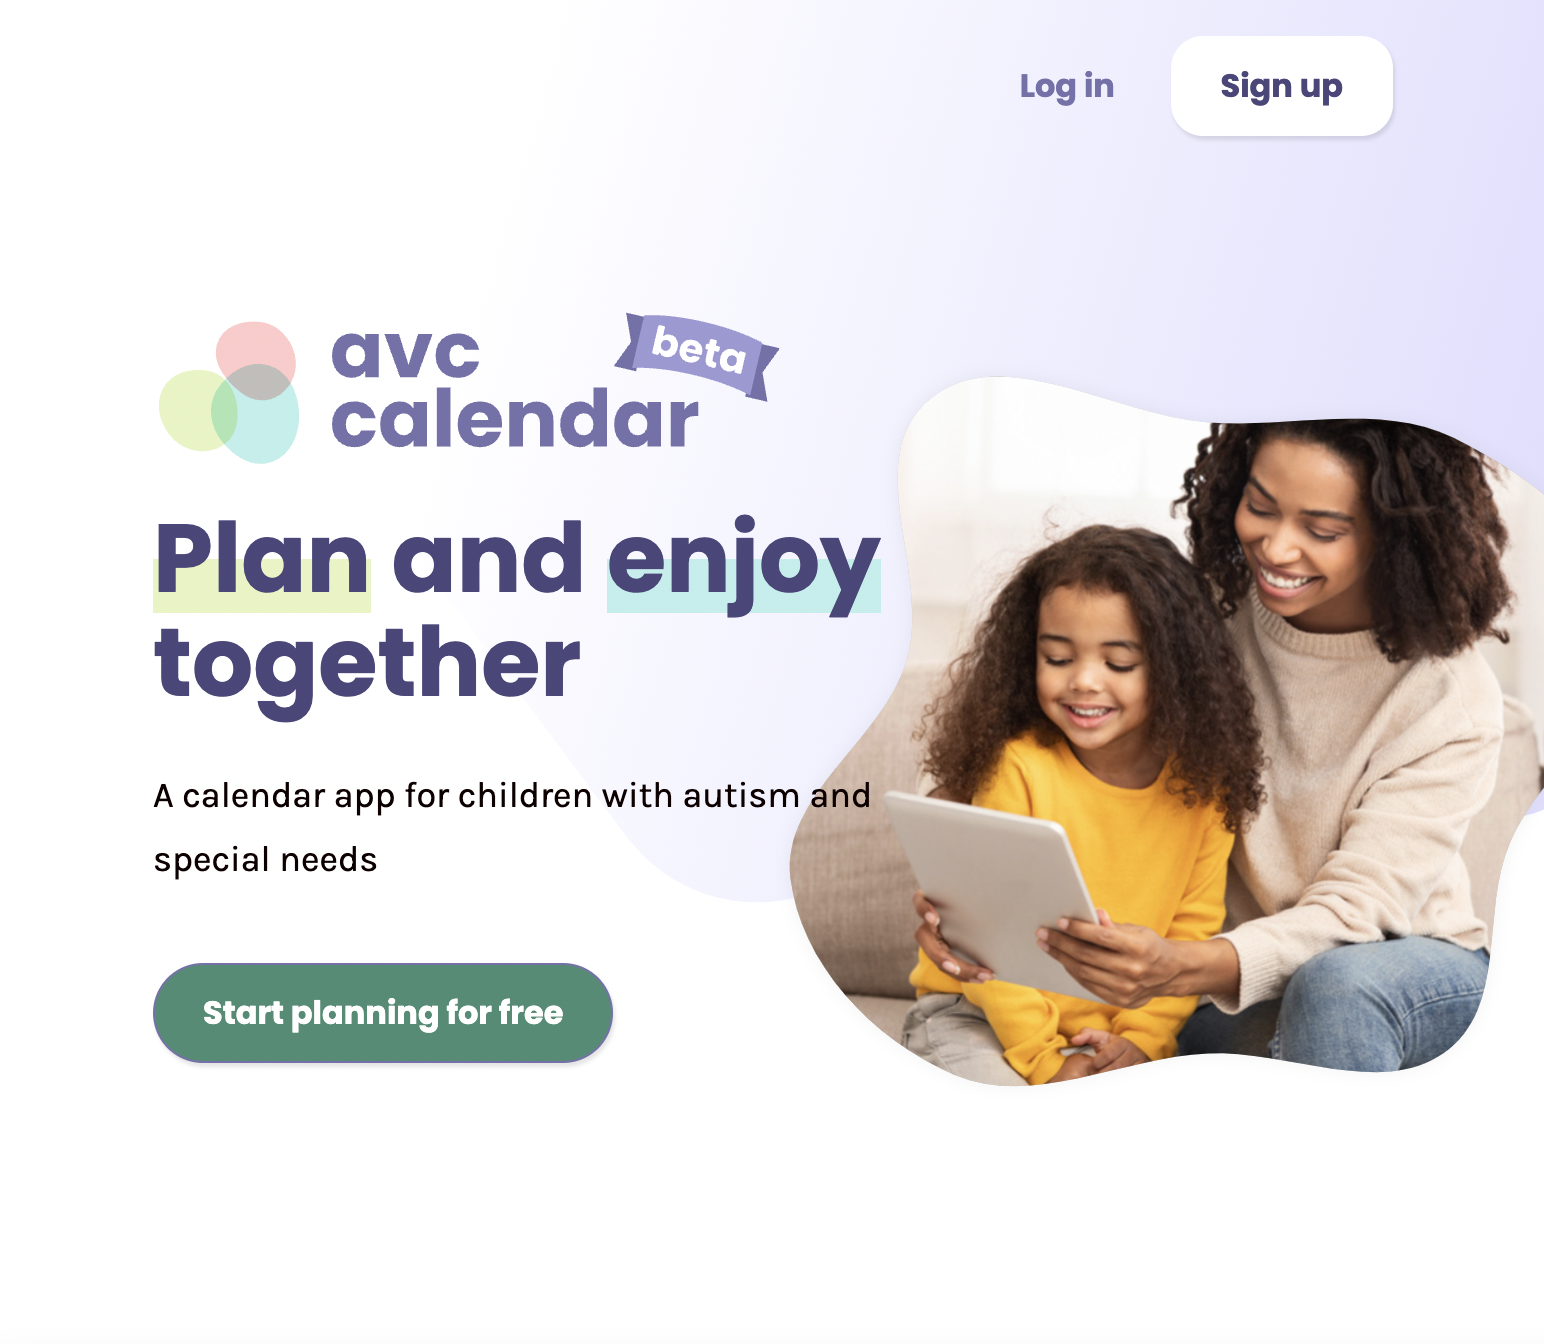 Log in
Sign up
avc
calendar
beta
Plan and enjoy
together
A calendar app for children with autism and
special needs
Start planning for free